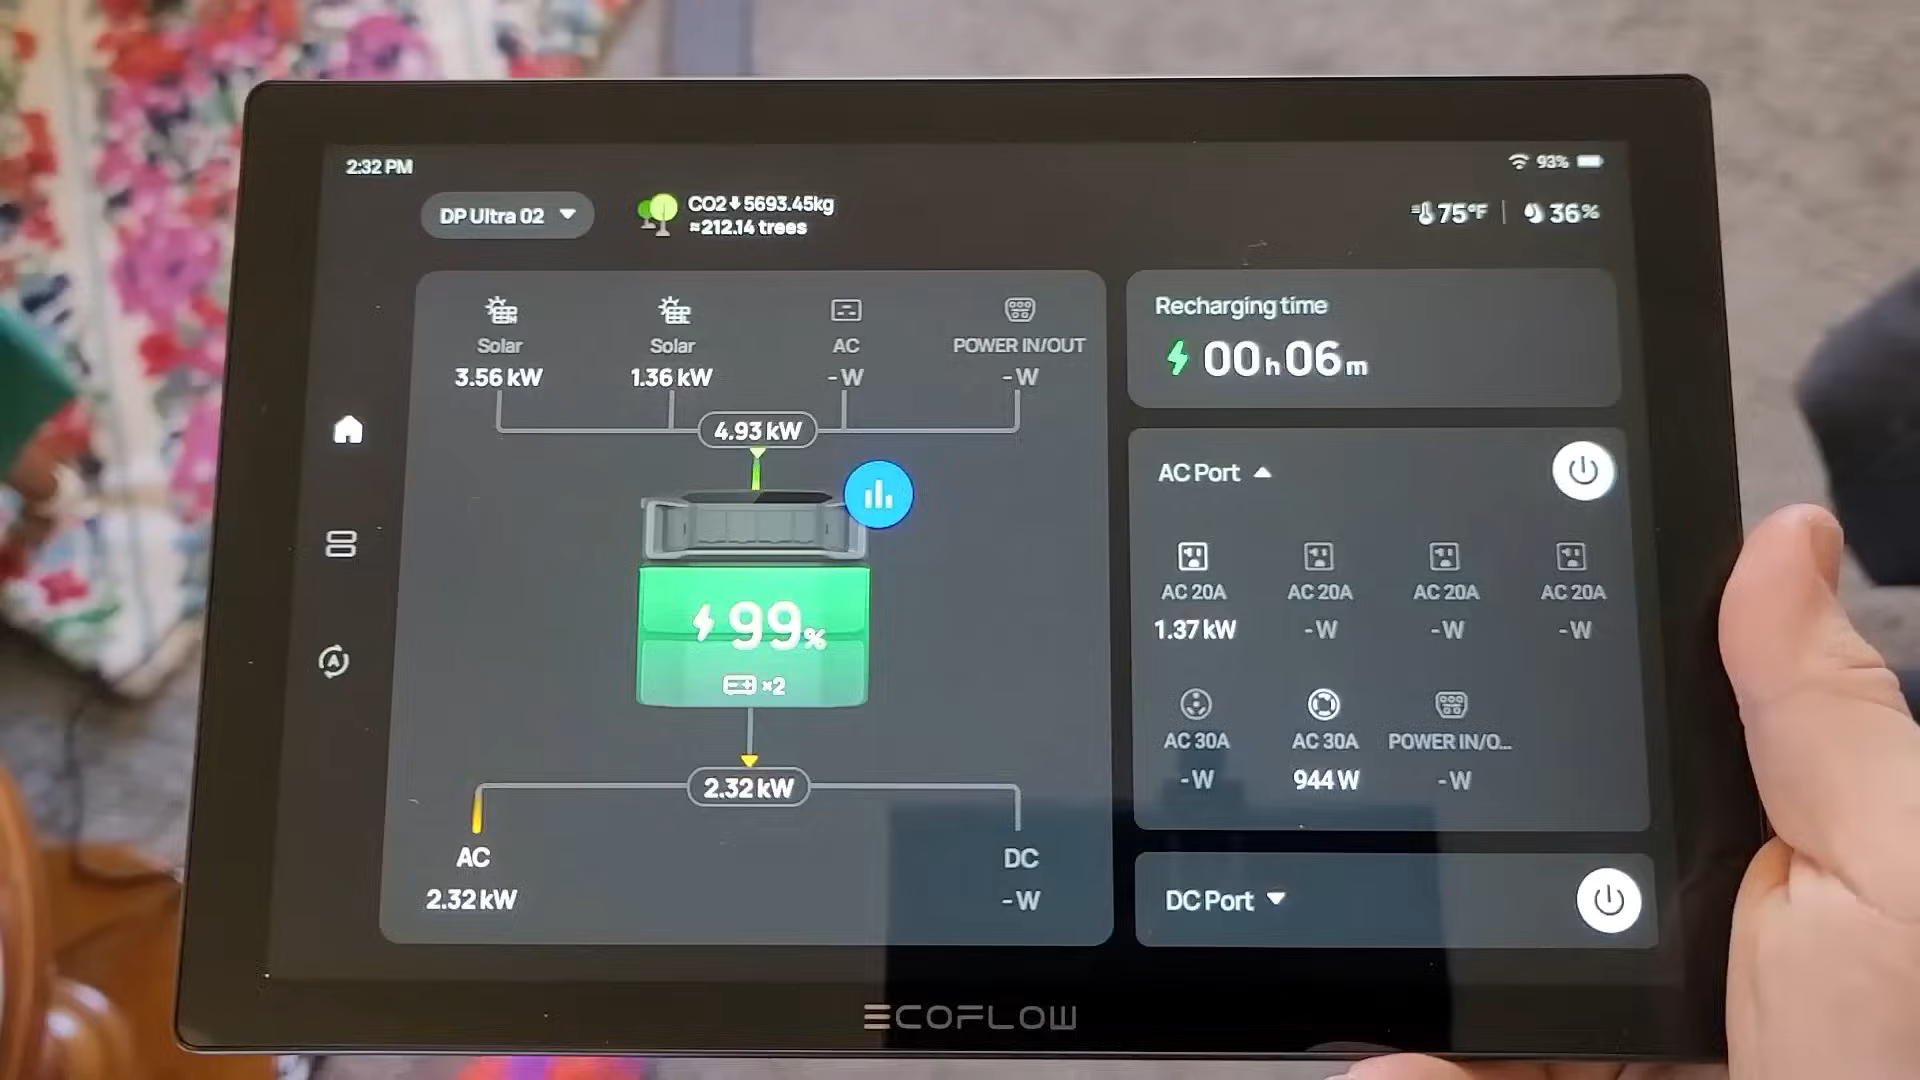 2:32 PM
93%
DP Ultra 02
CO2↓5693.45kg
≈212.14 trees
75°F | 36%
Solar
3.56 kW
Solar
1.36 kW
AC
-W
POWER IN/OUT
-W
4.93 kW
99%
×2
2.32 kW
AC
2.32 kW
DC
-W
Recharging time
00h06m
AC Port
AC 20A
1.37 kW
AC 20A
-W
AC 20A
-W
AC 20A
-W
AC 30A
-W
AC 30A
944 W
POWER IN/O...
-W
DC Port
ECOFLOW